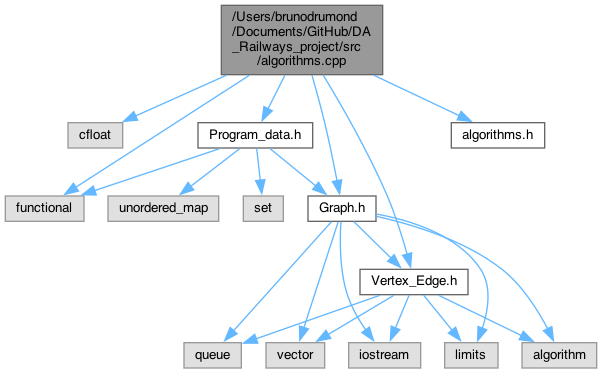 /Users/brunodrumond
/Documents/GitHub/DA
_Railways_project/src
/algorithms.cpp
cfloat
Program_data.h
algorithms.h
functional
unordered_map
set
Graph.h
Vertex_Edge.h
queue
vector
iostream
limits
algorithm